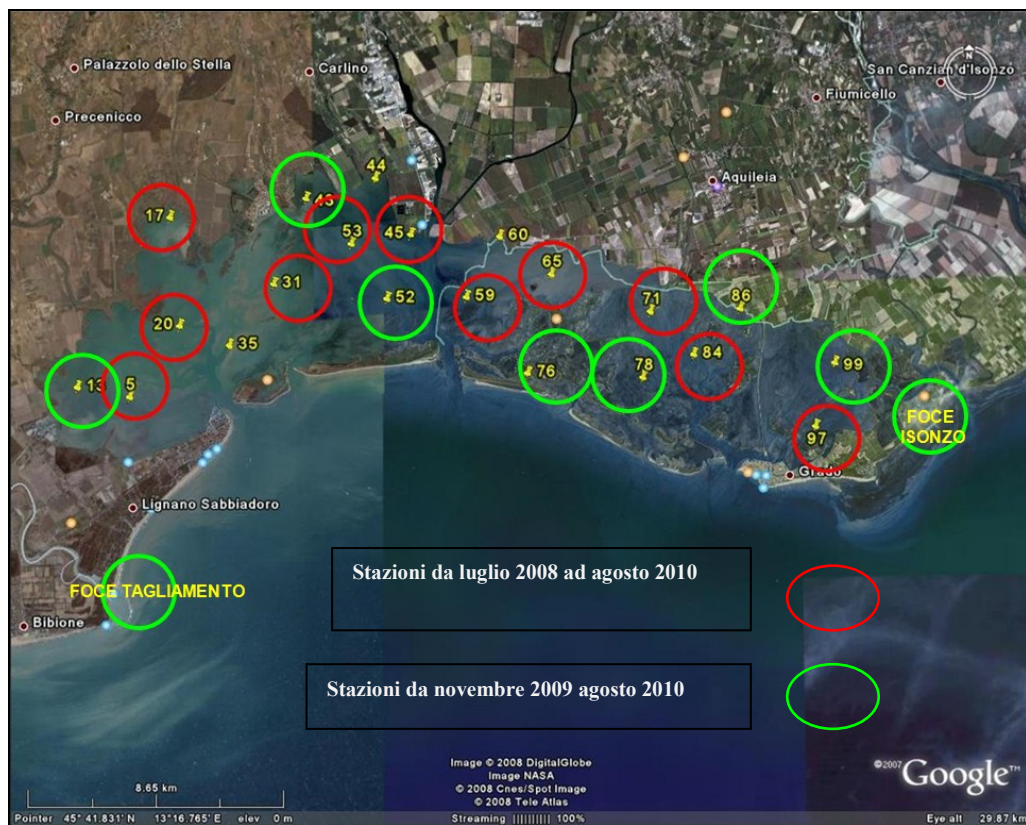 Palazzolo dello Stella
Carlino
San Canzian d'Isonzo
N
Precenicco
Fiumicello
44
Aquileia
46
17
53
45
60
65
31
52
59
71
86
20
35
76
78
84
99
13
5
FOCE
ISONZO
97
Grado
Lignano Sabbiadoro
Stazioni da luglio 2008 ad agosto 2010
FOCE TAGLIAMENTO
Bibione
Stazioni da novembre 2009 agosto 2010
Image © 2008 DigitalGlobe
Image NASA
© 2008 Cnes/Spot Image
© 2008 Tele Atlas
©2007 Google™
8.65 km
Pointer 45° 41.831' N 13°16.765' E elev 0 m
Streaming ||||||||| 100%
Eye alt 29.87 km